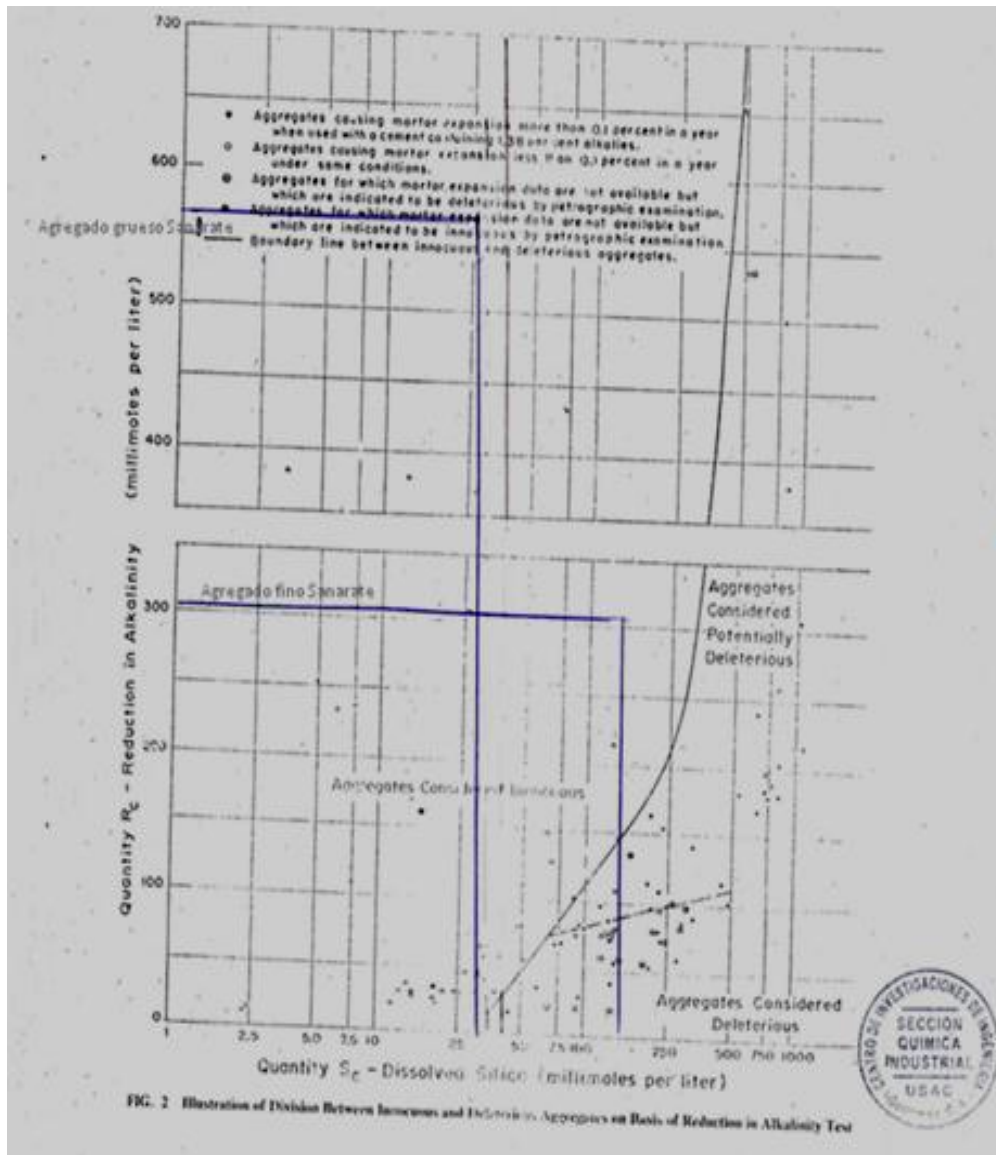 700
Aggregates causing mortar expansion more than 0.1 percent in a year
when used with a cement containing 1.38 percent alkalies.
Aggregates causing mortar expansion less than 0.1 percent in a year
under same conditions.
600
Aggregates for which mortar expansion data are not available but
which are indicated to be deleterious by petrographic examination.
Aggregates for which mortar expansion data are not available but
Agregado grueso Sanarate
which are indicated to be innocuous by petrographic examination
Boundary line between innocuous and deleterious aggregates.
500
400
(millimoles per liter)
Quantity Rc - Reduction in Alkalinity
Agregado fino Sanarate
300
Aggregates
Considered
Potentially
Deleterious
200
Aggregates Considered Innocuous
100
Aggregates Considered
Deleterious
0
1 2.5 5.0 7.5 10 25 50 75 100 250 500 750 1000
Quantity Sc - Dissolved Silica (millimoles per liter)
FIG. 2 Illustration of Division Between Innocuous and Deleterious Aggregates on Basis of Reduction in Alkalinity Test
CENTRO DE INVESTIGACIONES DE INGENIERIA
SECCION
QUIMICA
INDUSTRIAL
USAC